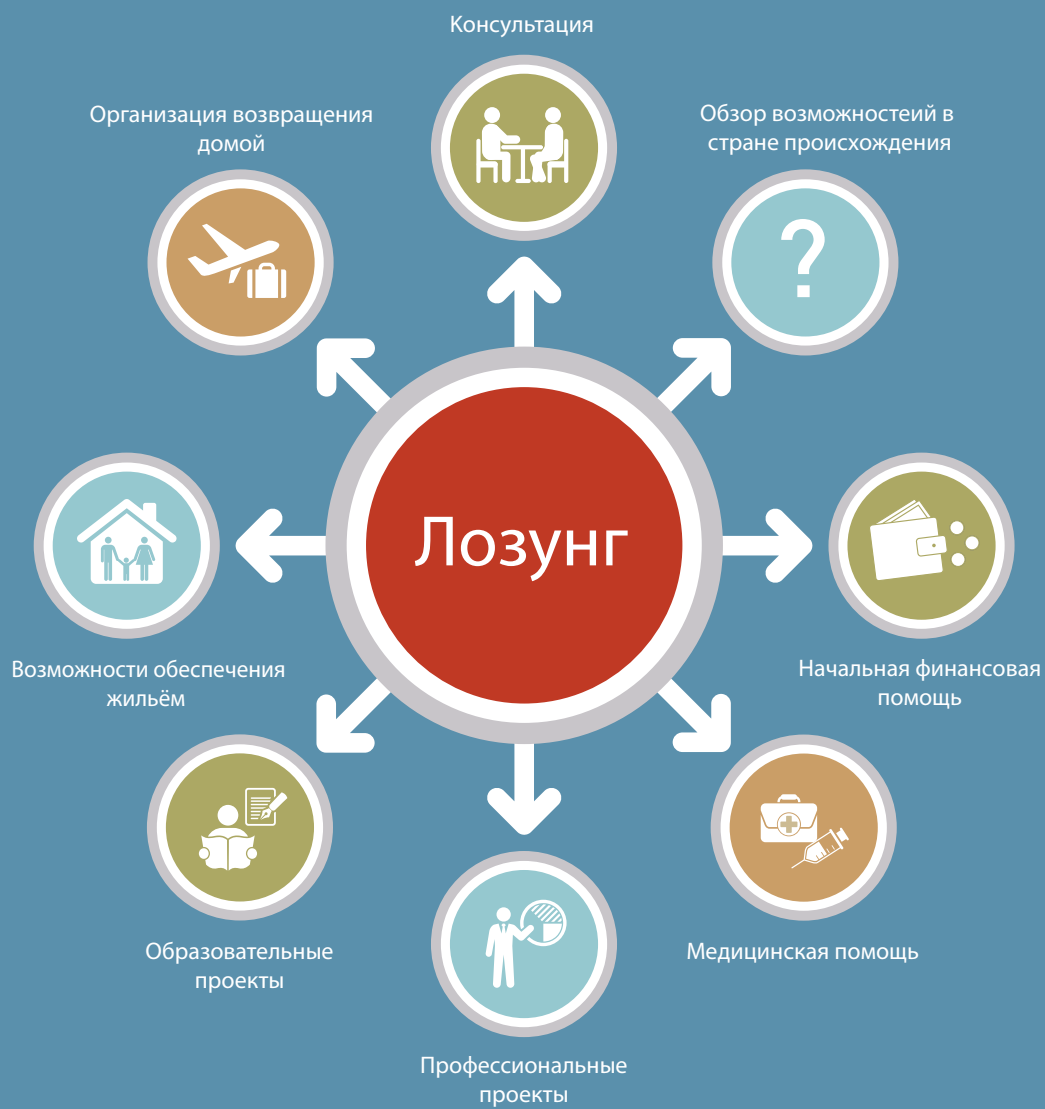 Консультация
Организация возвращения
домой
Обзор возможностеий в
стране происхождения
?
Лозунг
Возможности обеспечения
жильём
Начальная финансовая
помощь
Образовательные
проекты
Медицинская помощь
Профессиональные
проекты